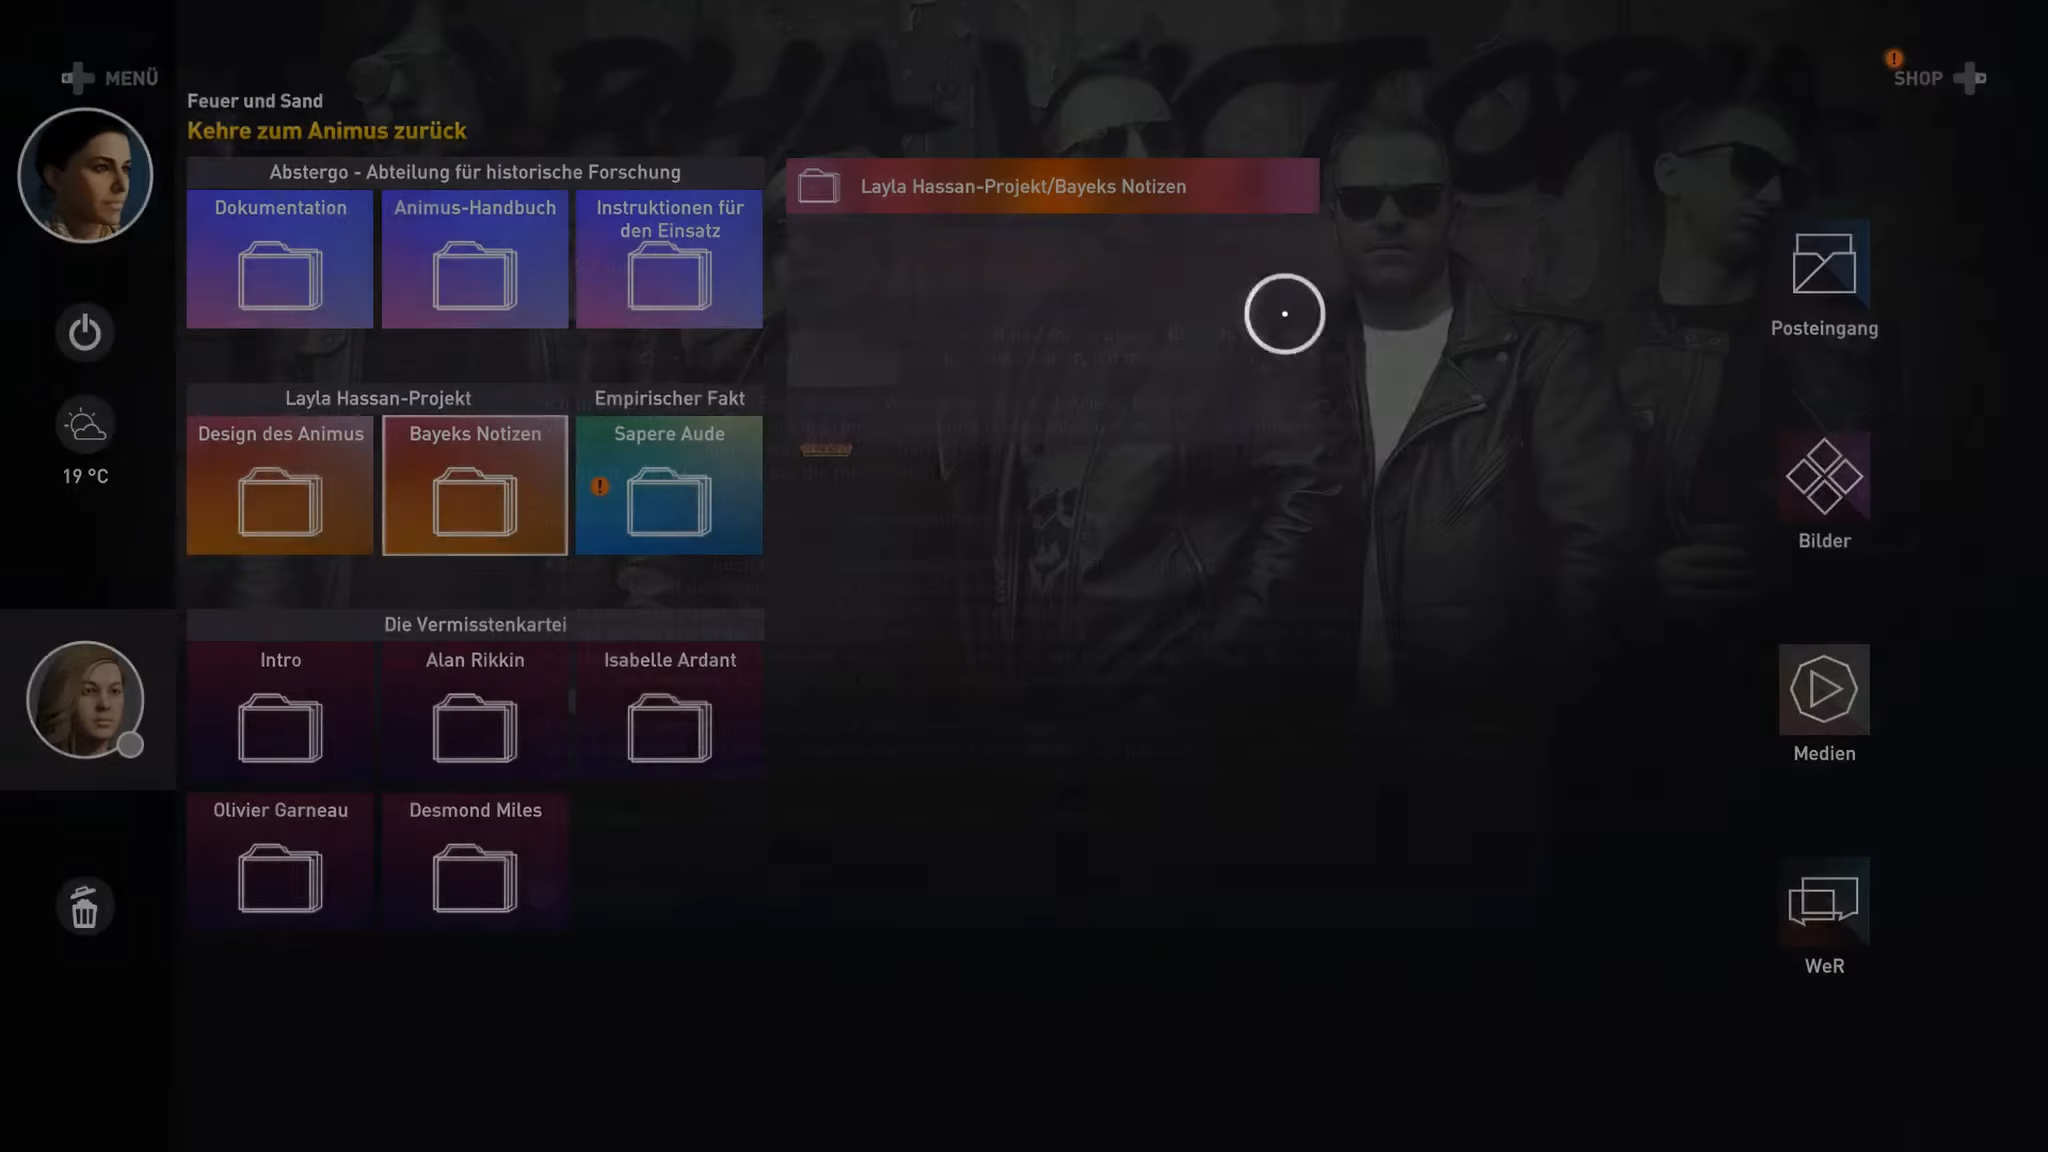 MENÜ
SHOP
Feuer und Sand
Kehre zum Animus zurück
Abstergo - Abteilung für historische Forschung
Dokumentation
Animus-Handbuch
Instruktionen für
den Einsatz
Layla Hassan-Projekt/Bayeks Notizen
Posteingang
Layla Hassan-Projekt
Empirischer Fakt
Design des Animus
Bayeks Notizen
Sapere Aude
19 °C
Bilder
Die Vermisstenkartei
Intro
Alan Rikkin
Isabelle Ardant
Medien
Olivier Garneau
Desmond Miles
WeR